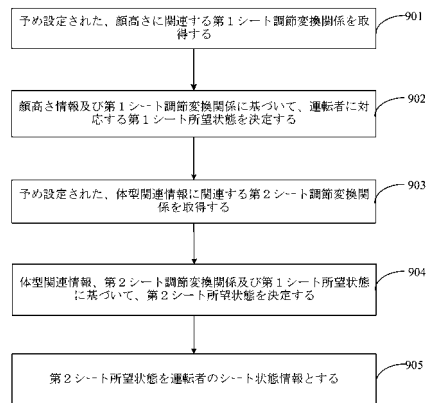 予め設定された、顔高さに関連する第1シート調節変換関係を取
得する
901
顔高さ情報及び第1シート調節変換関係に基づいて、運転者に対
応する第1シート所望状態を決定する
902
予め設定された、体型関連情報に関連する第2シート調節変換関
係を取得する
903
体型関連情報、第2シート調節変換関係及び第1シート所望状態
に基づいて、第2シート所望状態を決定する
904
第2シート所望状態を運転者のシート状態情報とする
905